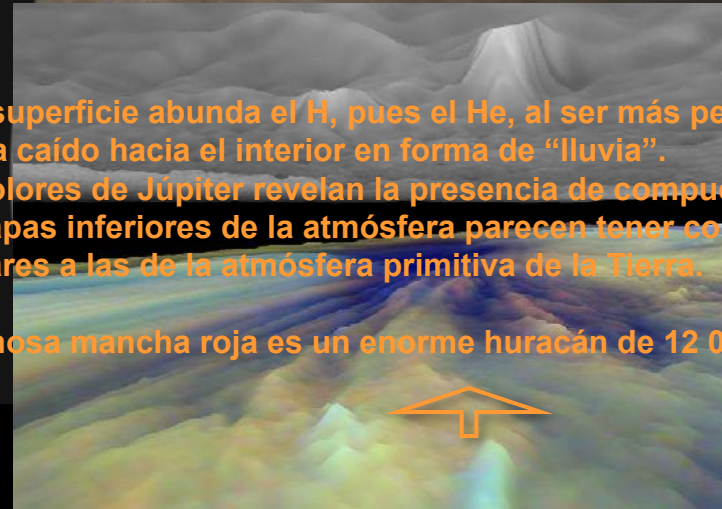 superficie abunda el H, pues el He, al ser más pe
a caído hacia el interior en forma de “lluvia”.
olores de Júpiter revelan la presencia de compue
apas inferiores de la atmósfera parecen tener co
ares a las de la atmósfera primitiva de la Tierra.
nosa mancha roja es un enorme huracán de 12 0